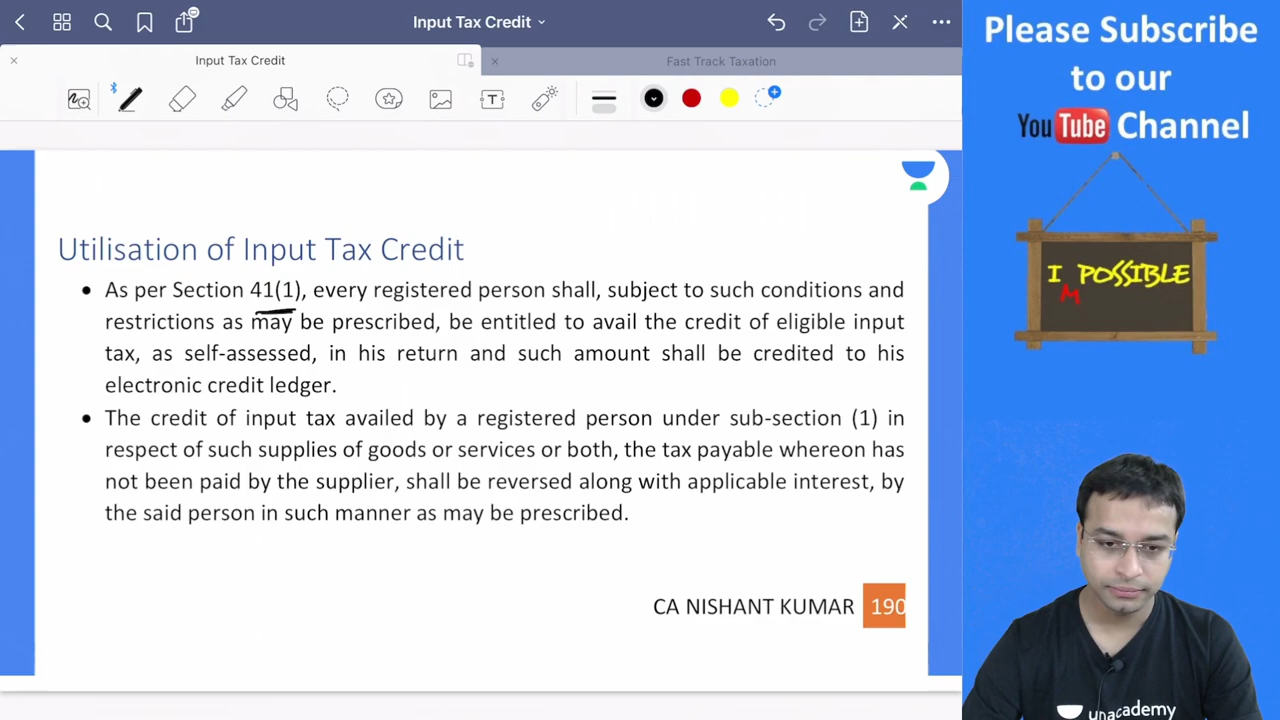 Input Tax Credit
Input Tax Credit
Fast Track Taxation
Utilisation of Input Tax Credit
• As per Section 41(1), every registered person shall, subject to such conditions and
restrictions as may be prescribed, be entitled to avail the credit of eligible input
tax, as self-assessed, in his return and such amount shall be credited to his
electronic credit ledger.
• The credit of input tax availed by a registered person under sub-section (1) in
respect of such supplies of goods or services or both, the tax payable whereon has
not been paid by the supplier, shall be reversed along with applicable interest, by
the said person in such manner as may be prescribed.
CA NISHANT KUMAR 190
Please Subscribe
to our
YouTube Channel
I POSSIBLE
M
unacademy